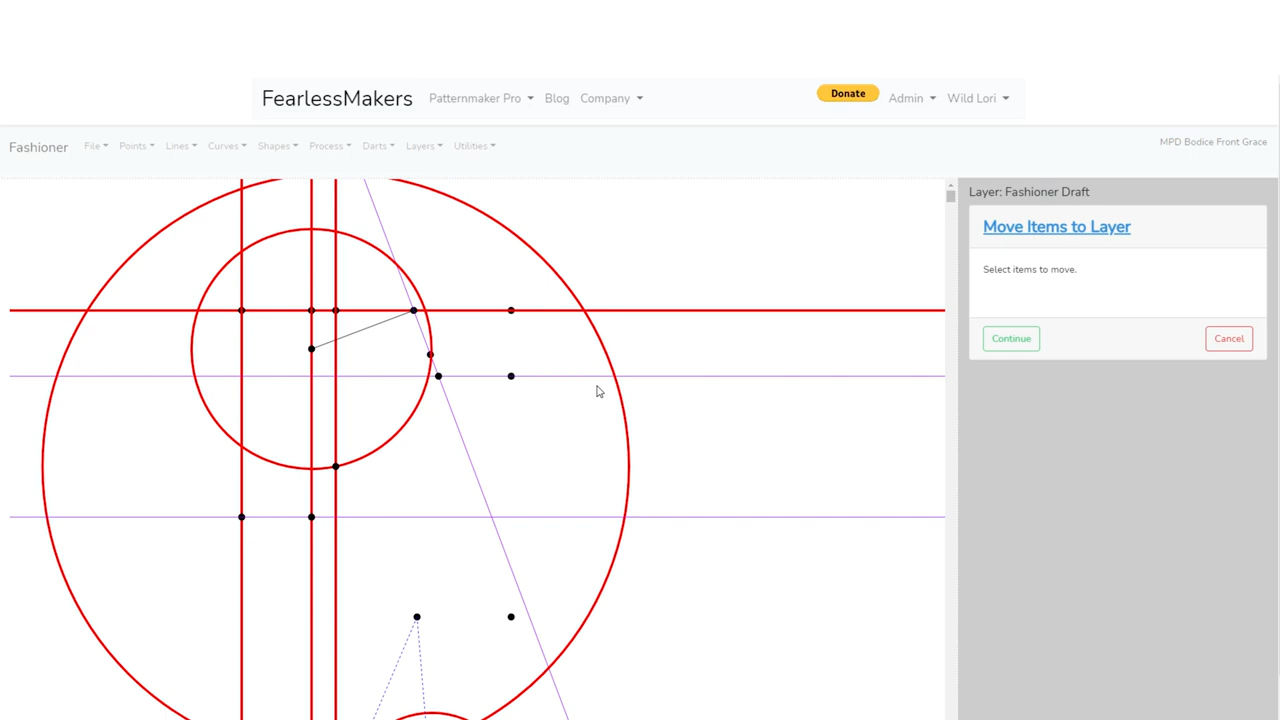 FearlessMakers Patternmaker Pro Blog Company Donate Admin Wild Lori
Fashioner File Points Lines Curves Shapes Process Darts Layers Utilities MPD Bodice Front Grace
Layer: Fashioner Draft
Move Items to Layer
Select items to move.
Continue Cancel